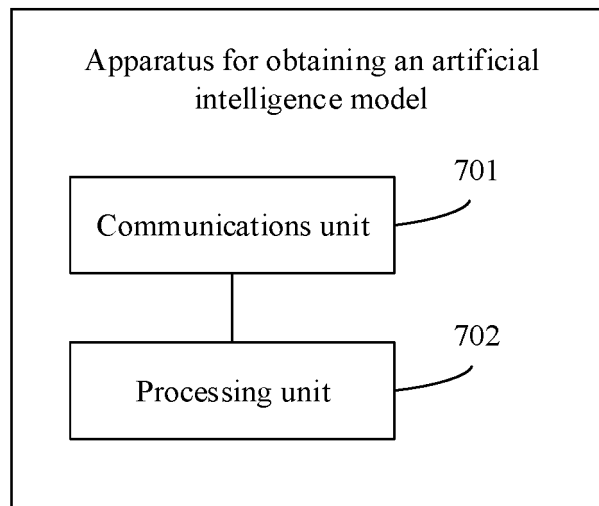 Apparatus for obtaining an artificial
intelligence model
701
Communications unit
702
Processing unit